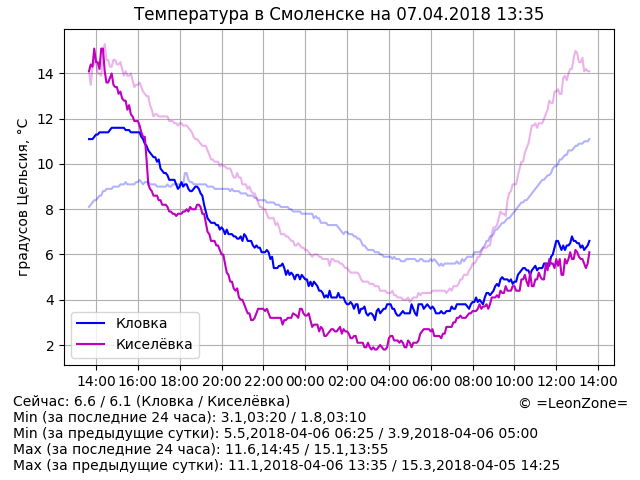 Температура в Смоленске на 07.04.2018 13:35
градусов Цельсия, °C
14
12
10
8
6
4
2
Кловка
Киселёвка
14:00 16:00 18:00 20:00 22:00 00:00 02:00 04:00 06:00 08:00 10:00 12:00 14:00
Сейчас: 6.6 / 6.1 (Кловка / Киселёвка)
© =LeonZone=
Min (за последние 24 часа): 3.1,03:20 / 1.8,03:10
Min (за предыдущие сутки): 5.5,2018-04-06 06:25 / 3.9,2018-04-06 05:00
Max (за последние 24 часа): 11.6,14:45 / 15.1,13:55
Max (за предыдущие сутки): 11.1,2018-04-06 13:35 / 15.3,2018-04-05 14:25